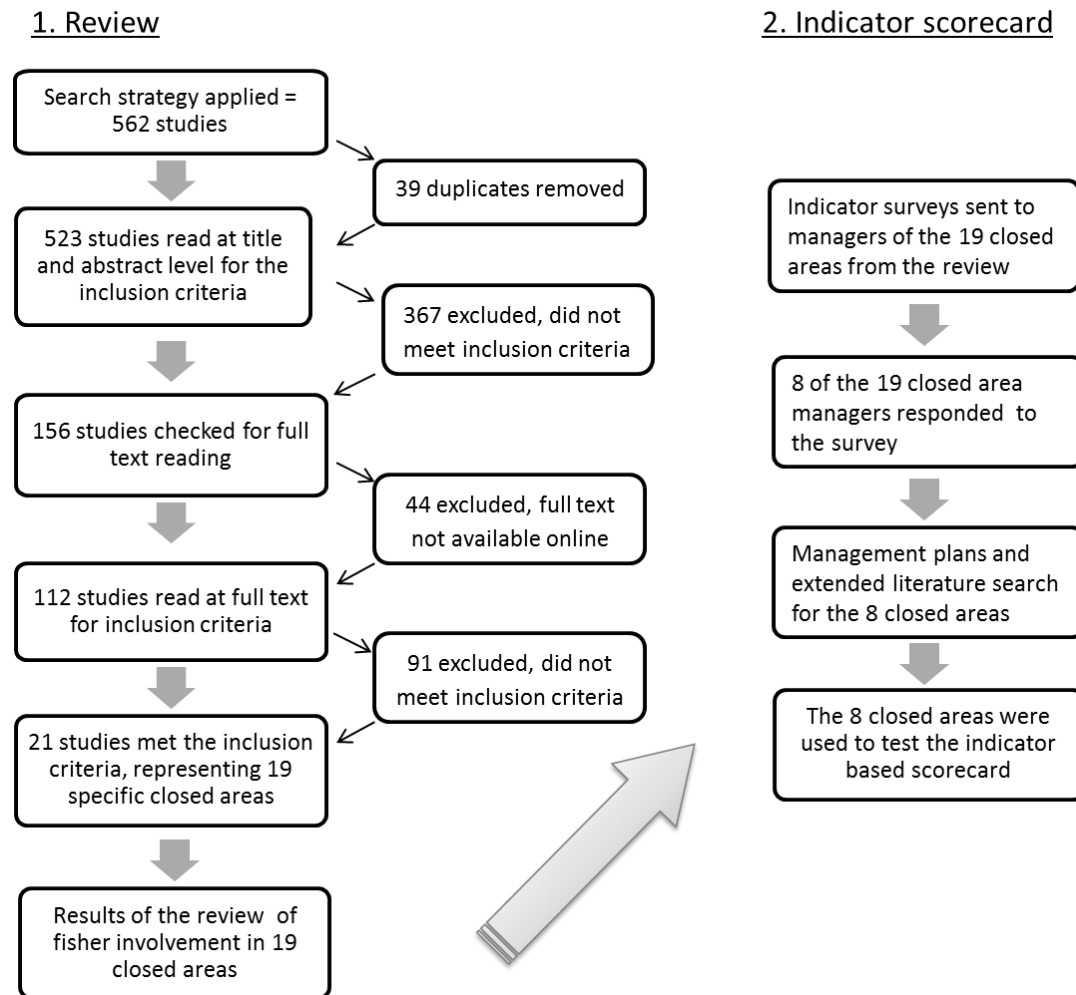 1. Review
Search strategy applied =
562 studies
39 duplicates removed
523 studies read at title
and abstract level for the
inclusion criteria
367 excluded, did not
meet inclusion criteria
156 studies checked for full
text reading
44 excluded, full text
not available online
112 studies read at full text
for inclusion criteria
91 excluded, did not
meet inclusion criteria
21 studies met the inclusion
criteria, representing 19
specific closed areas
Results of the review of
fisher involvement in 19
closed areas
2. Indicator scorecard
Indicator surveys sent to
managers of the 19 closed
areas from the review
8 of the 19 closed area
managers responded to
the survey
Management plans and
extended literature search
for the 8 closed areas
The 8 closed areas were
used to test the indicator
based scorecard